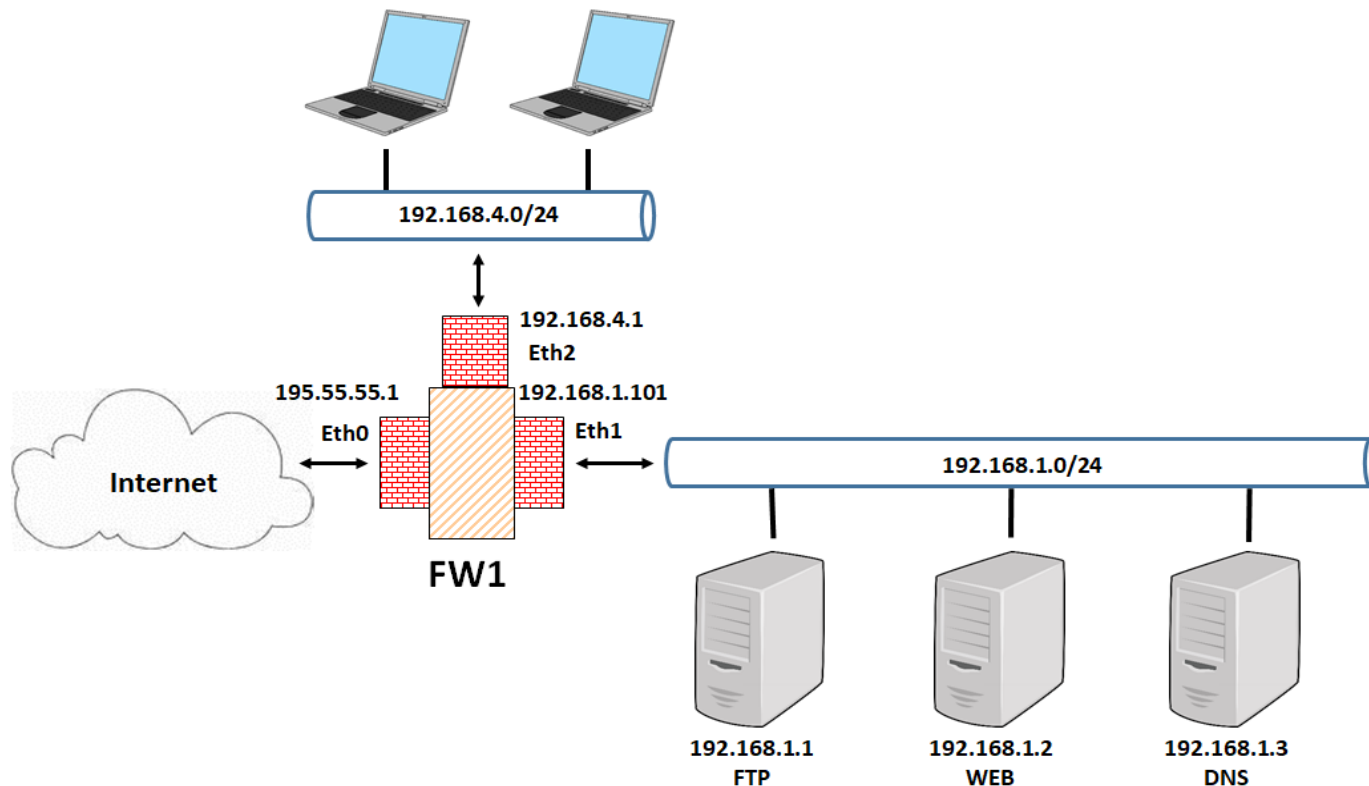 192.168.4.0/24
192.168.4.1
Eth2
195.55.55.1
192.168.1.101
Eth0
Eth1
Internet
192.168.1.0/24
FW1
192.168.1.1
FTP
192.168.1.2
WEB
192.168.1.3
DNS